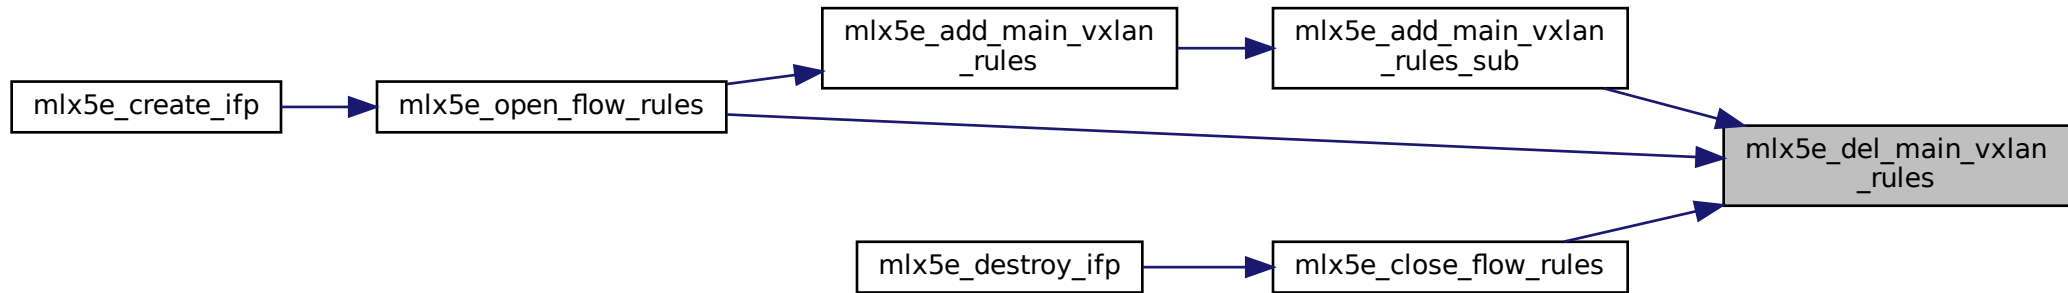 mlx5e_create_ifp
mlx5e_open_flow_rules
mlx5e_add_main_vxlan
_rules
mlx5e_add_main_vxlan
_rules_sub
mlx5e_del_main_vxlan
_rules
mlx5e_destroy_ifp
mlx5e_close_flow_rules